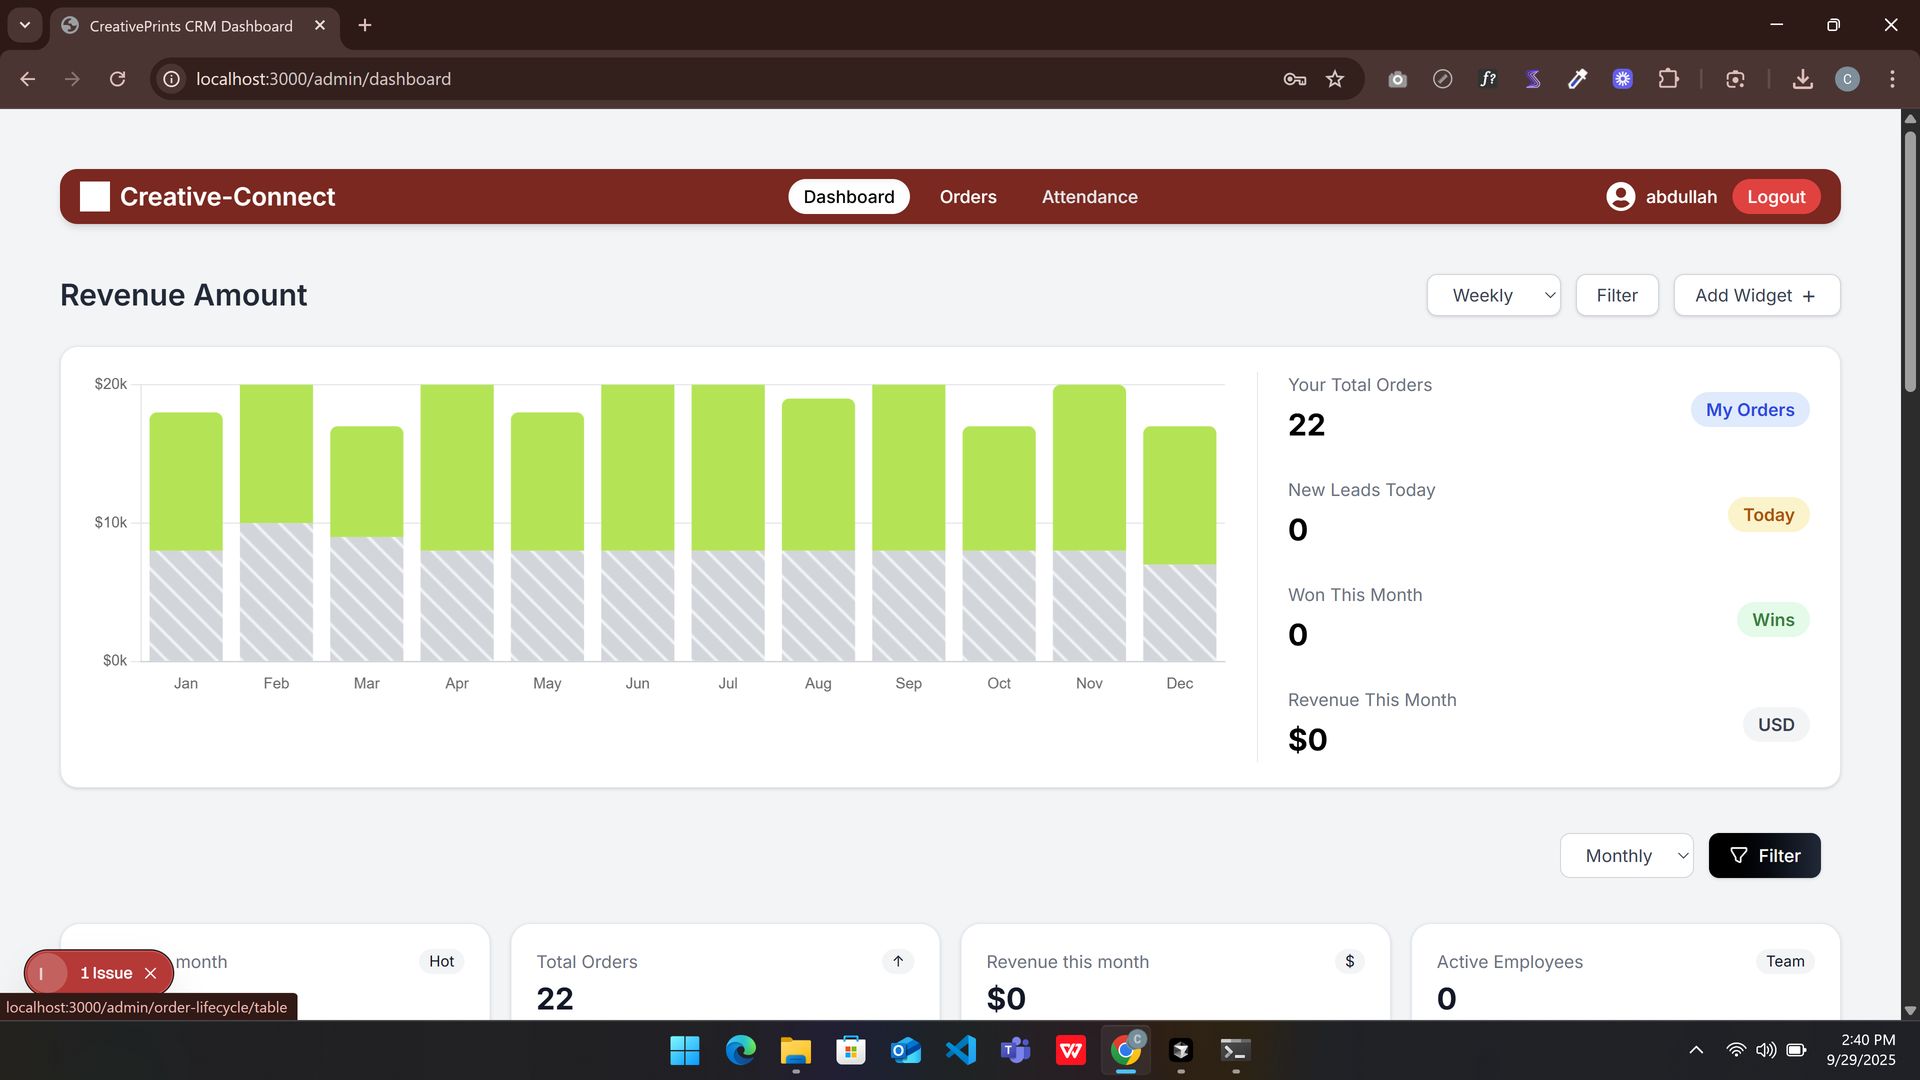 CreativePrints CRM Dashboard
localhost:3000/admin/dashboard
f?
C
Creative-Connect
Dashboard
Orders
Attendance
abdullah
Logout
Revenue Amount
Weekly
Filter
Add Widget +
$20k
$10k
$0k
Jan Feb Mar Apr May Jun Jul Aug Sep Oct Nov Dec
Your Total Orders
22
My Orders
New Leads Today
0
Today
Won This Month
0
Wins
Revenue This Month
$0
USD
Monthly
Filter
month
Hot
Total Orders
↑
22
Revenue this month
$
$0
Active Employees
Team
0
1 Issue
localhost:3000/admin/order-lifecycle/table
C
2:40 PM
9/29/2025